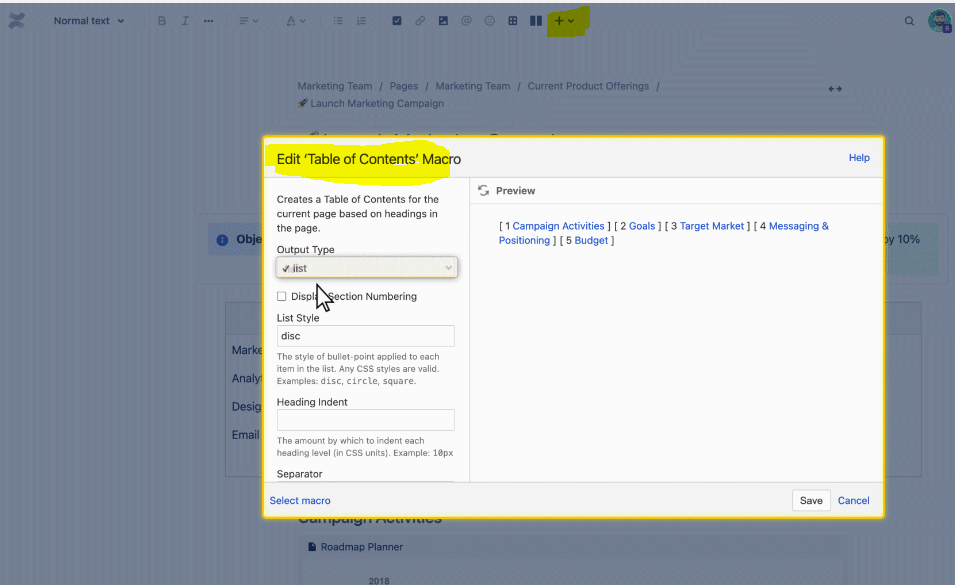 Normal text
Marketing Team / Pages / Marketing Team / Current Product Offerings /
Launch Marketing Campaign
Edit 'Table of Contents' Macro
Help
Creates a Table of Contents for the
current page based on headings in
the page.
Output Type
✓ list
Display Section Numbering
List Style
disc
The style of bullet-point applied to each
item in the list. Any CSS styles are valid.
Examples: disc, circle, square.
Heading Indent
The amount by which to indent each
heading level (in CSS units). Example: 10px
Separator
Preview
[ 1 Campaign Activities ] [ 2 Goals ] [ 3 Target Market ] [ 4 Messaging &
Positioning ] [ 5 Budget ]
Select macro
Save
Cancel
Obje
by 10%
Marke
Analy
Desig
Email
Campaign Activities
Roadmap Planner
2018